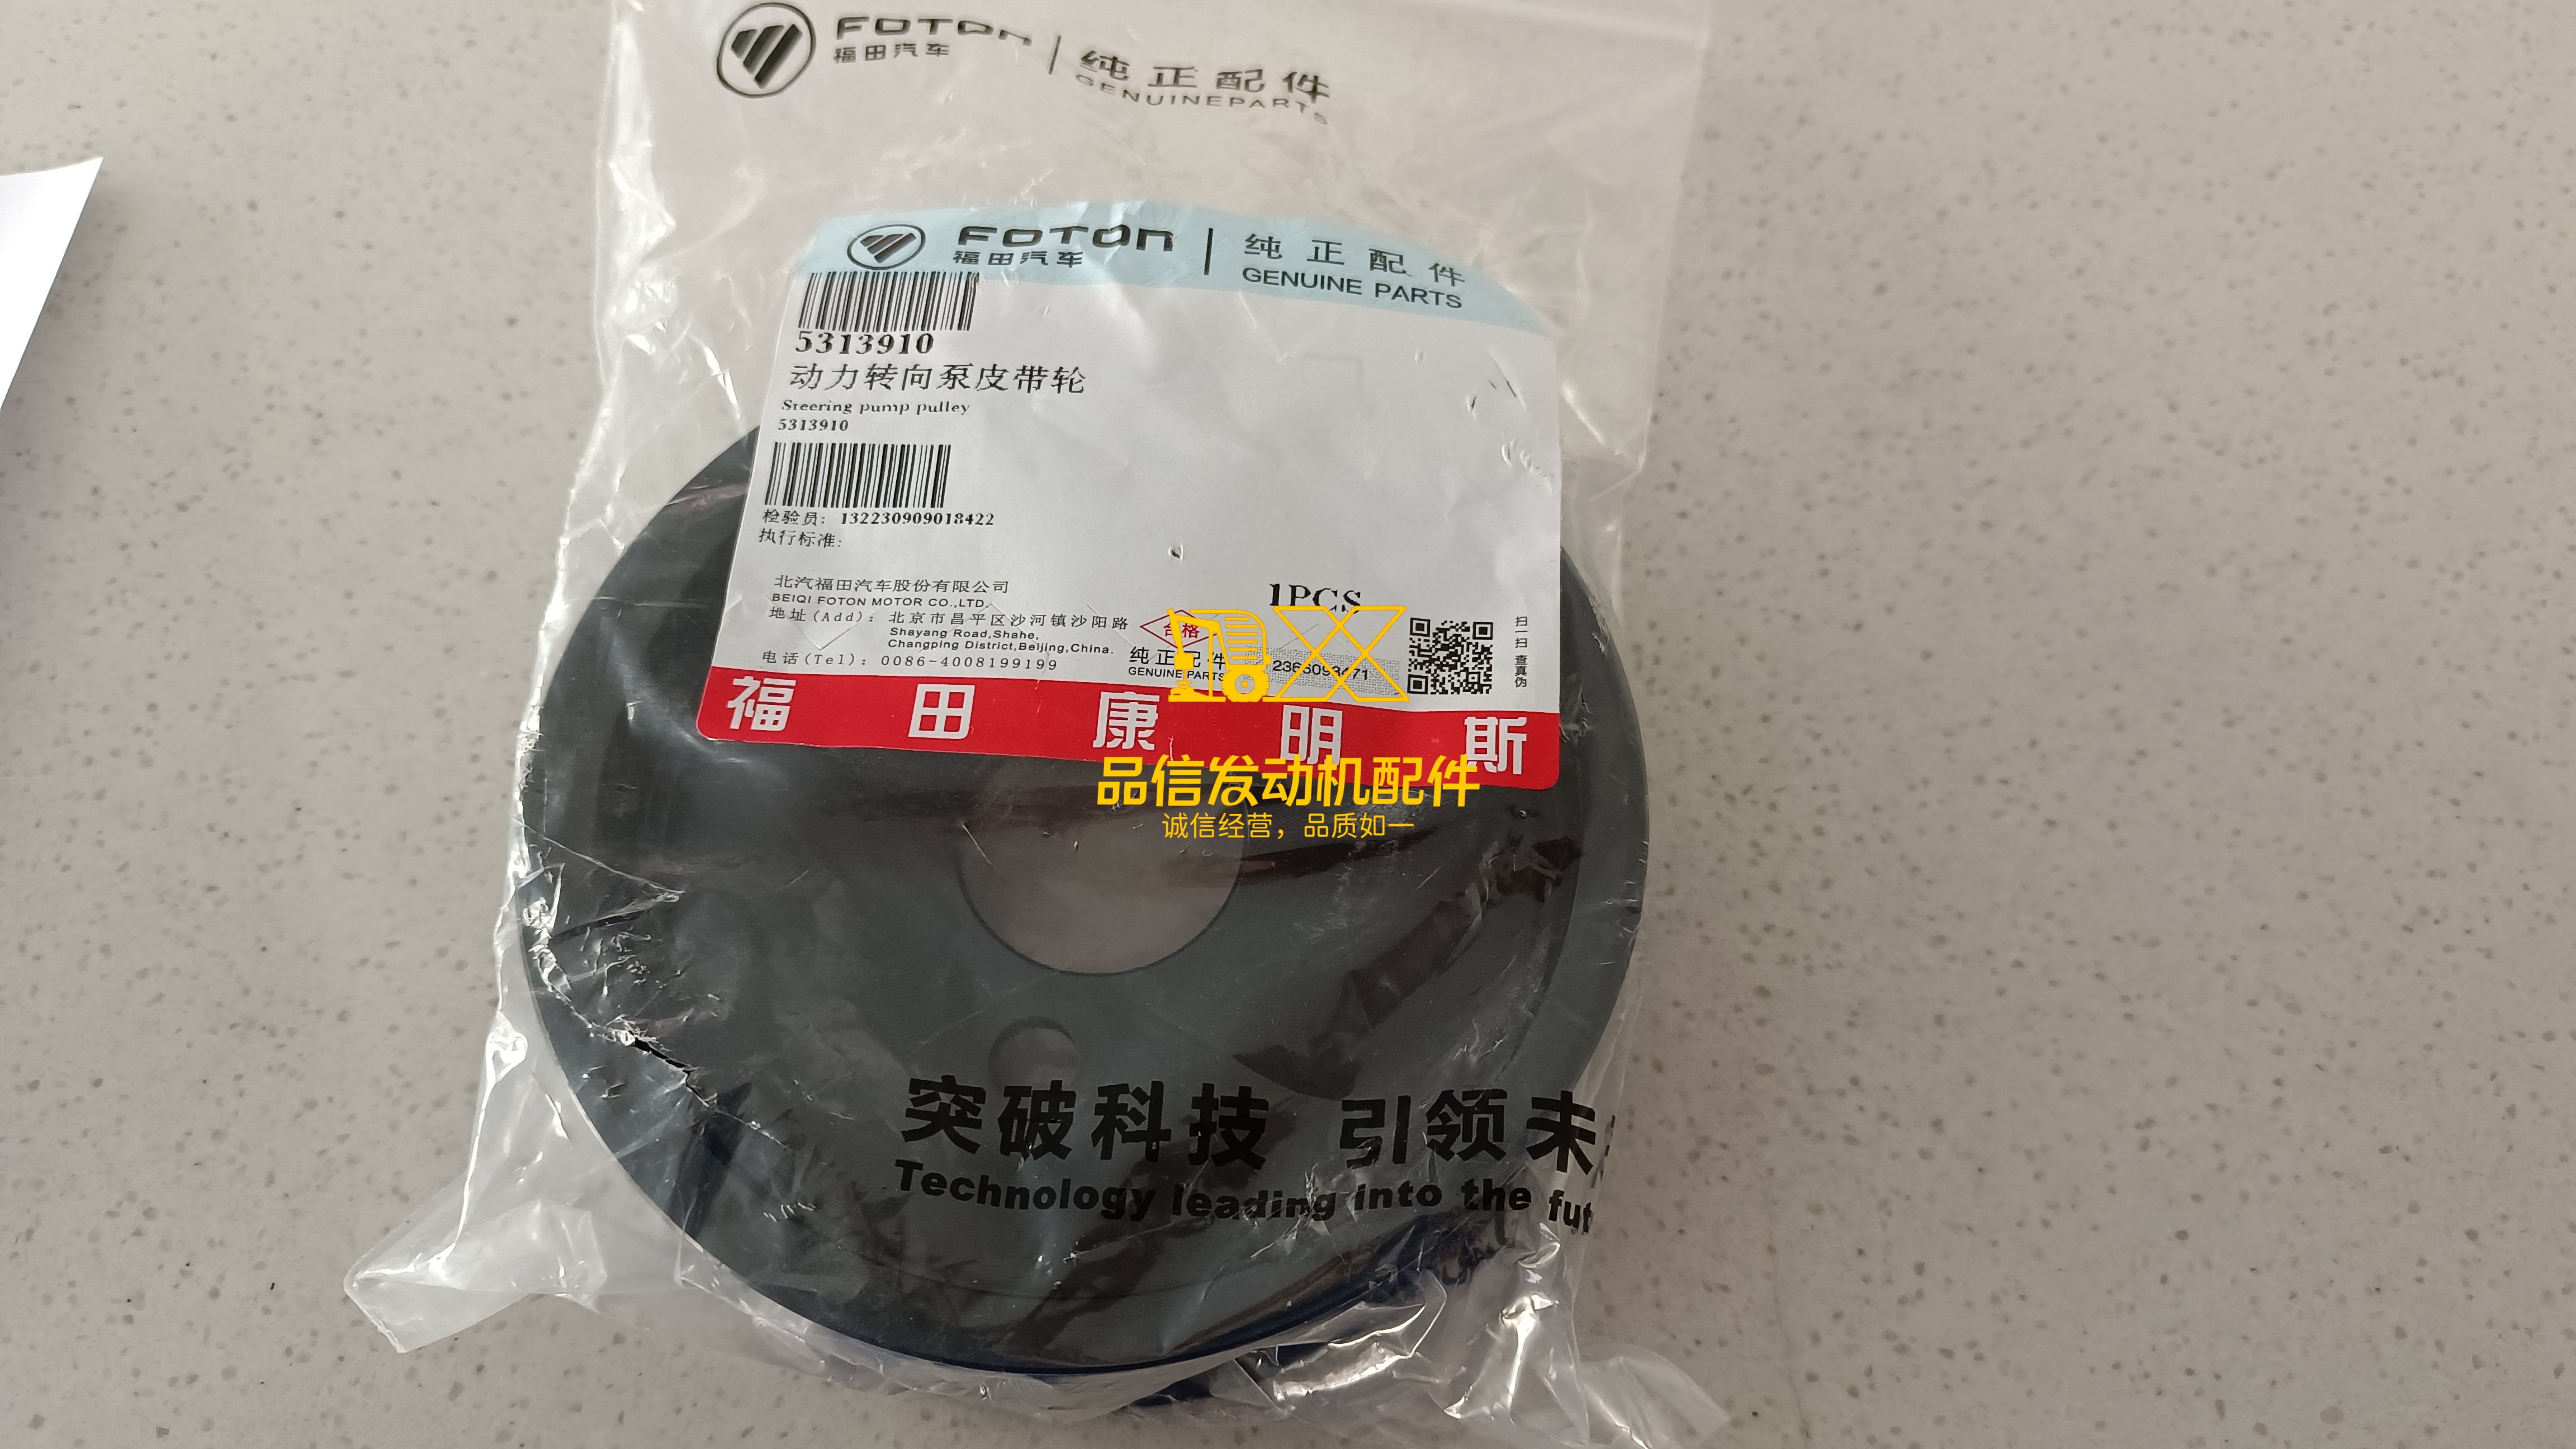 FOTON
福田汽车
纯正配件
GENUINEPARTS
FOTON
福田汽车
纯正配件
GENUINE PARTS
5313910
动力转向泵皮带轮
Steering pump pulley
5313910
检验员: 132230909018422
执行标准:
1PCS
北汽福田汽车股份有限公司
BEIQI FOTON MOTOR CO.,LTD.
地址(Add): 北京市昌平区沙河镇沙阳路
Shayang Road,Shahe,
Changping District,Beijing,China.
电话(Tel): 0086-4008199199
合格
纯正配件
GENUINE PARTS
扫一扫 查真伪
福田康明斯
品信发动机配件
诚信经营，品质如一
突破科技 引领未
Technology leading into the fut